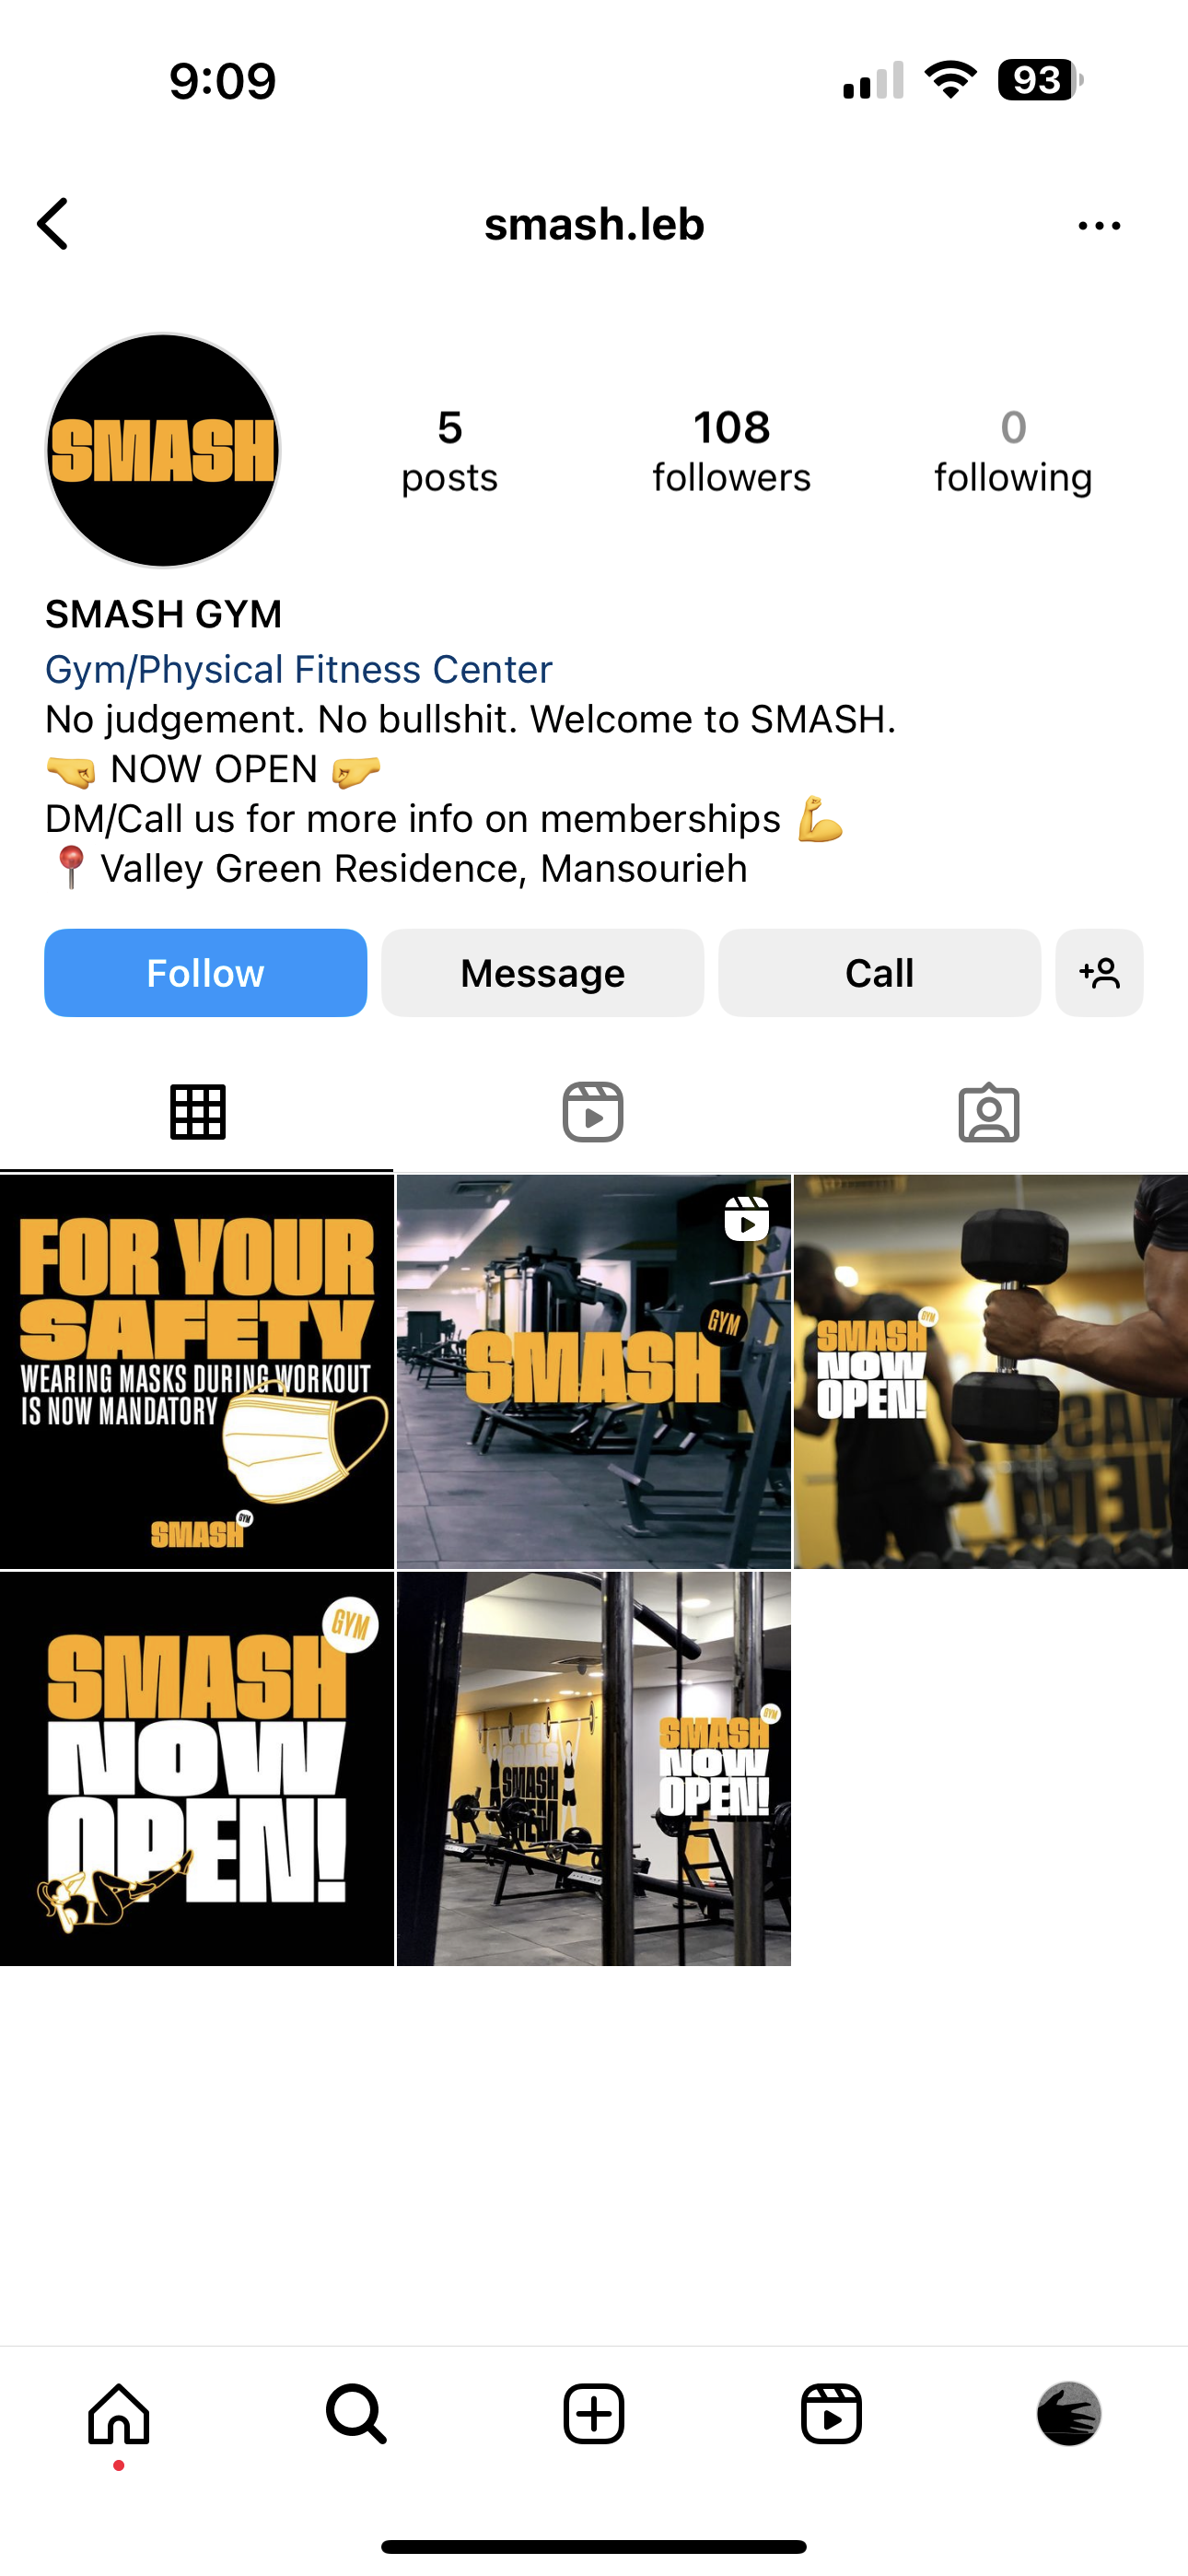 9:09
93
smash.leb
SMASH
5
posts
108
followers
0
following
SMASH GYM
Gym/Physical Fitness Center
No judgement. No bullshit. Welcome to SMASH.
🤜 NOW OPEN 🤛
DM/Call us for more info on memberships 💪
📍 Valley Green Residence, Mansourieh
Follow
Message
Call
FOR YOUR
SAFETY
WEARING MASKS DURING WORKOUT
IS NOW MANDATORY
SMASH
GYM
SMASH
GYM
SMASH
GYM
NOW
OPEN!
SMASH
GYM
NOW
OPEN!
SMASH
SMASH
GYM
NOW
OPEN!